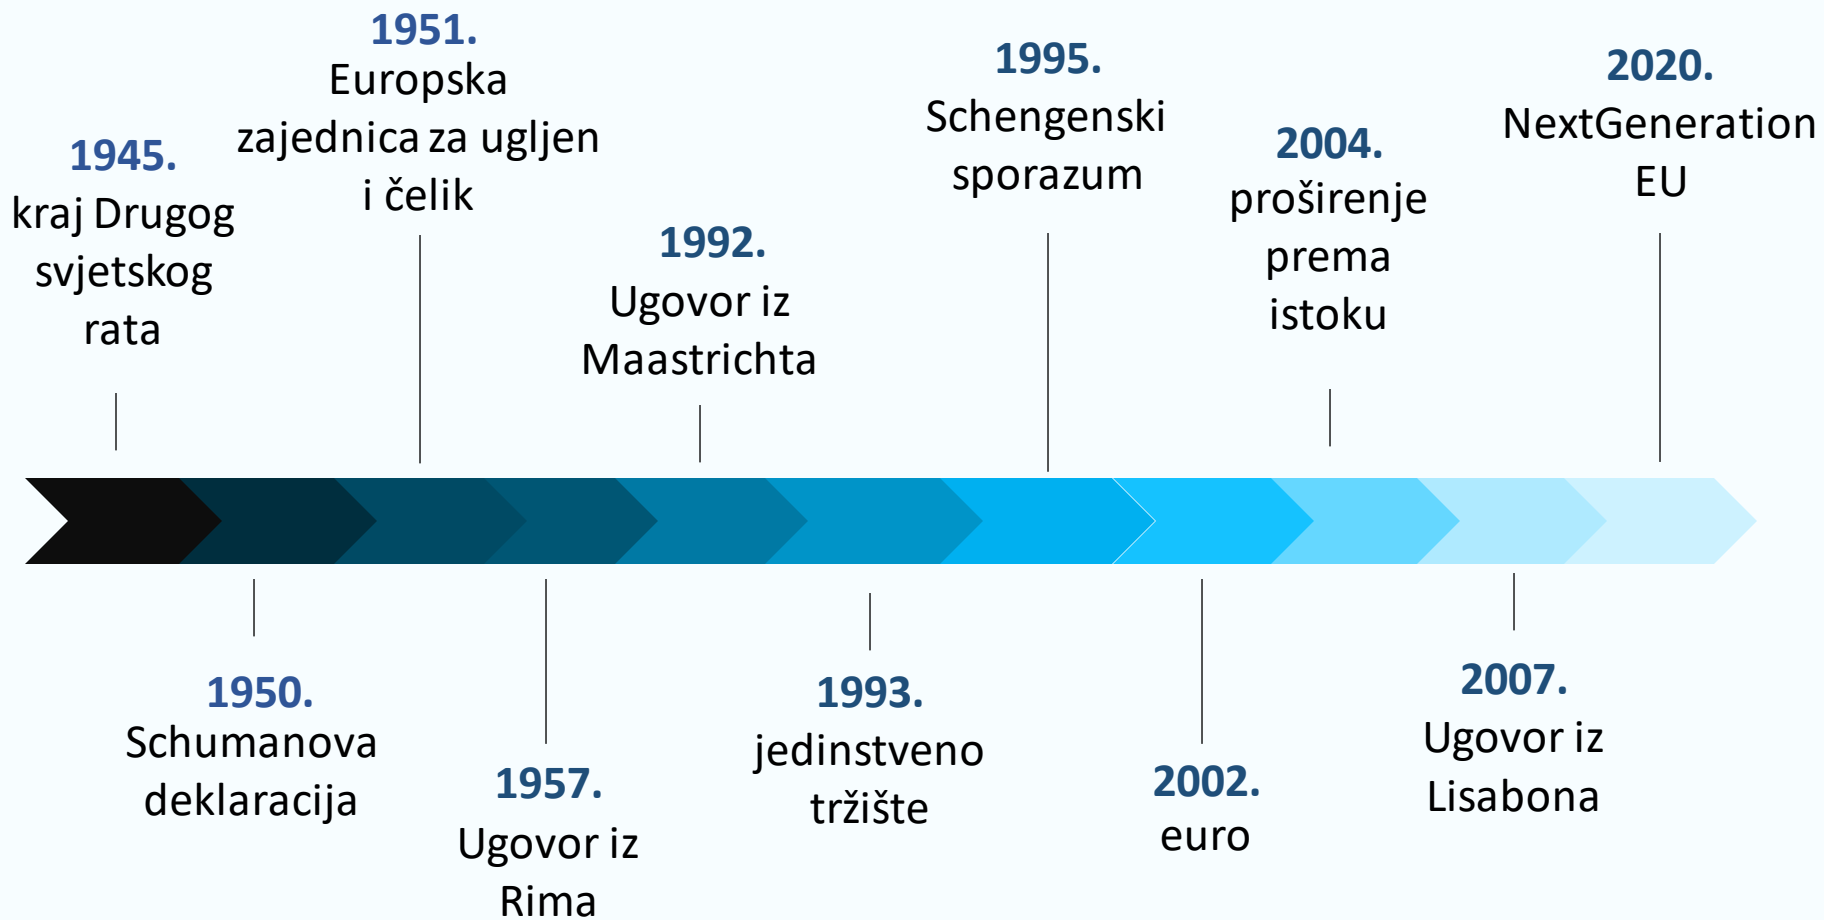 1945.
kraj Drugog
svjetskog
rata
1950.
Schumanova
deklaracija
1951.
Europska
zajednica za ugljen
i čelik
1957.
Ugovor iz
Rima
1992.
Ugovor iz
Maastrichta
1993.
jedinstveno
tržište
1995.
Schengenski
sporazum
2002.
euro
2004.
proširenje
prema
istoku
2007.
Ugovor iz
Lisabona
2020.
NextGeneration
EU